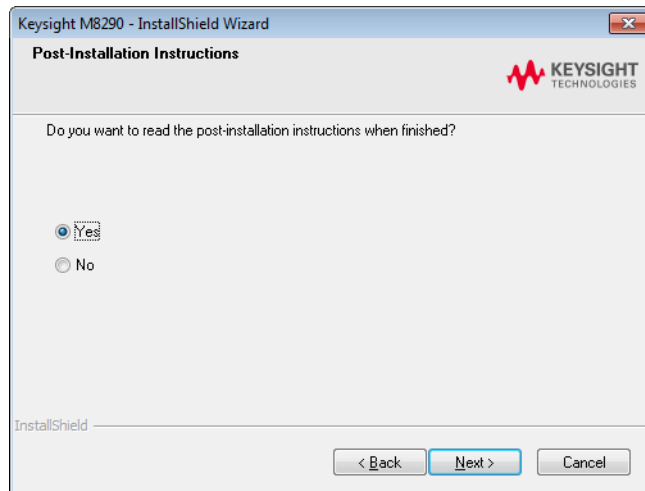 Keysight M8290 - InstallShield Wizard
Post-Installation Instructions
KEYSIGHT
TECHNOLOGIES
Do you want to read the post-installation instructions when finished?
Yes
No
InstallShield
< Back Next > Cancel